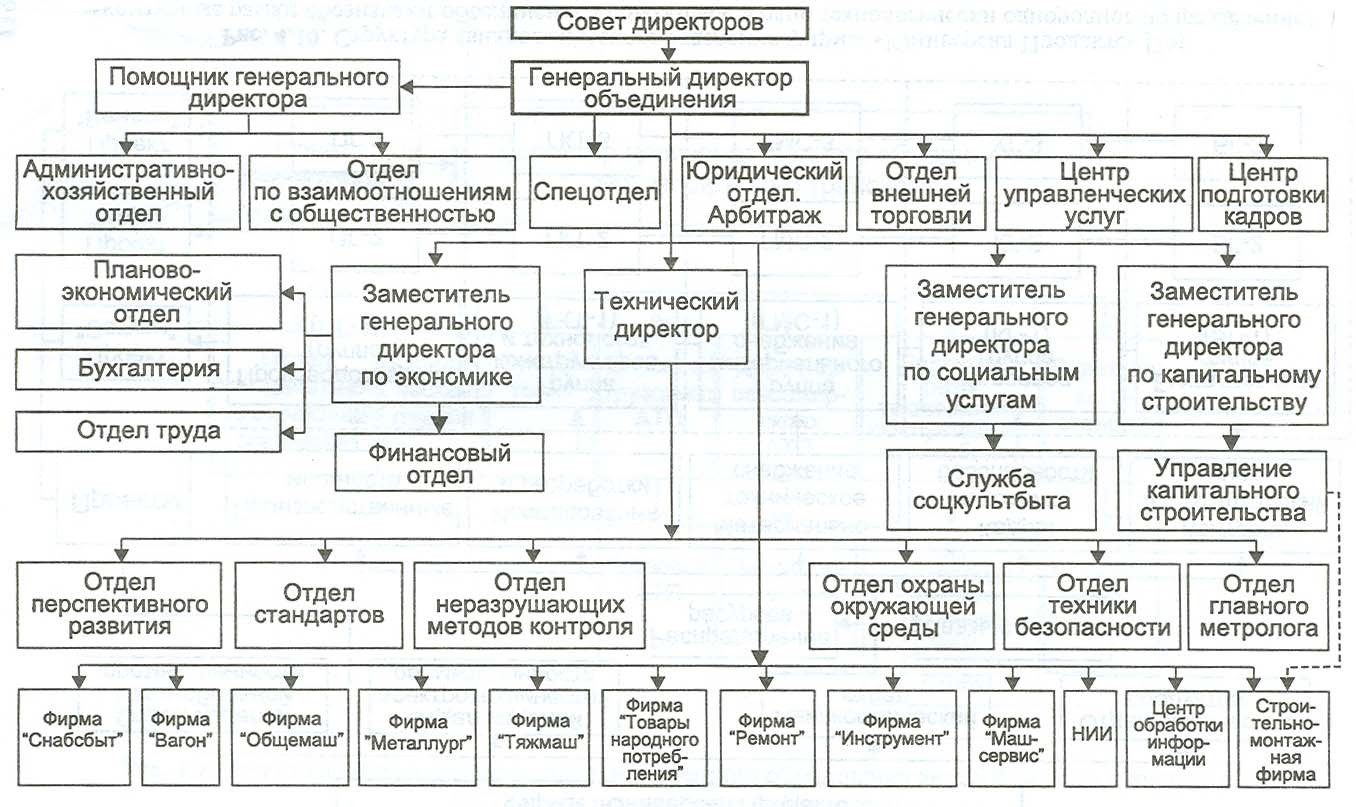 Совет директоров
Помощник генерального
директора
Генеральный директор
объединения
Административно-
хозяйственный
отдел
Отдел
по взаимоотношениям
с общественностью
Спецотдел
Юридический
отдел.
Арбитраж
Отдел
внешней
торговли
Центр
управленческих
услуг
Центр
подготовки
кадров
Планово-
экономический
отдел
Бухгалтерия
Отдел труда
Заместитель
генерального
директора
по экономике
Финансовый
отдел
Технический
директор
Заместитель
генерального
директора
по социальным
услугам
Служба
соцкультбыта
Заместитель
генерального
директора
по капитальному
строительству
Управление
капитального
строительства
Отдел
перспективного
развития
Отдел
стандартов
Отдел
неразрушающих
методов контроля
Отдел охраны
окружающей
среды
Отдел
техники
безопасности
Отдел
главного
метролога
Фирма
"Снабсбыт"
Фирма
"Вагон"
Фирма
"Общемаш"
Фирма
"Металлург"
Фирма
"Тяжмаш"
Фирма
"Товары
народного
потреб-
ления"
Фирма
"Ремонт"
Фирма
"Инструмент"
Фирма
"Маш-
сервис"
НИИ
Центр
обработки
инфор-
мации
Строи-
тельно-
монтаж-
ная
фирма